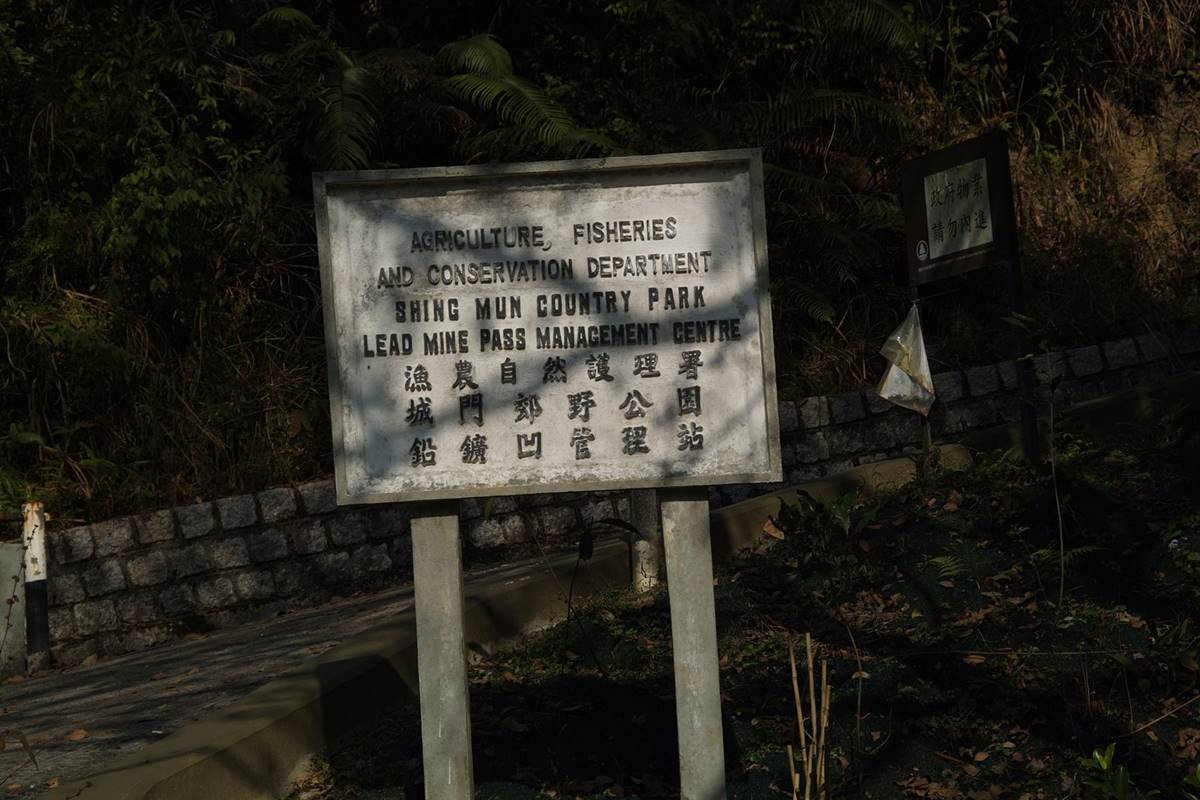 AGRICULTURE, FISHERIES
AND CONSERVATION DEPARTMENT
SHING MUN COUNTRY PARK
LEAD MINE PASS MANAGEMENT CENTRE
漁農自然護理署
城門郊野公園
鉛鑛凹管理站
政府物業
請勿內進